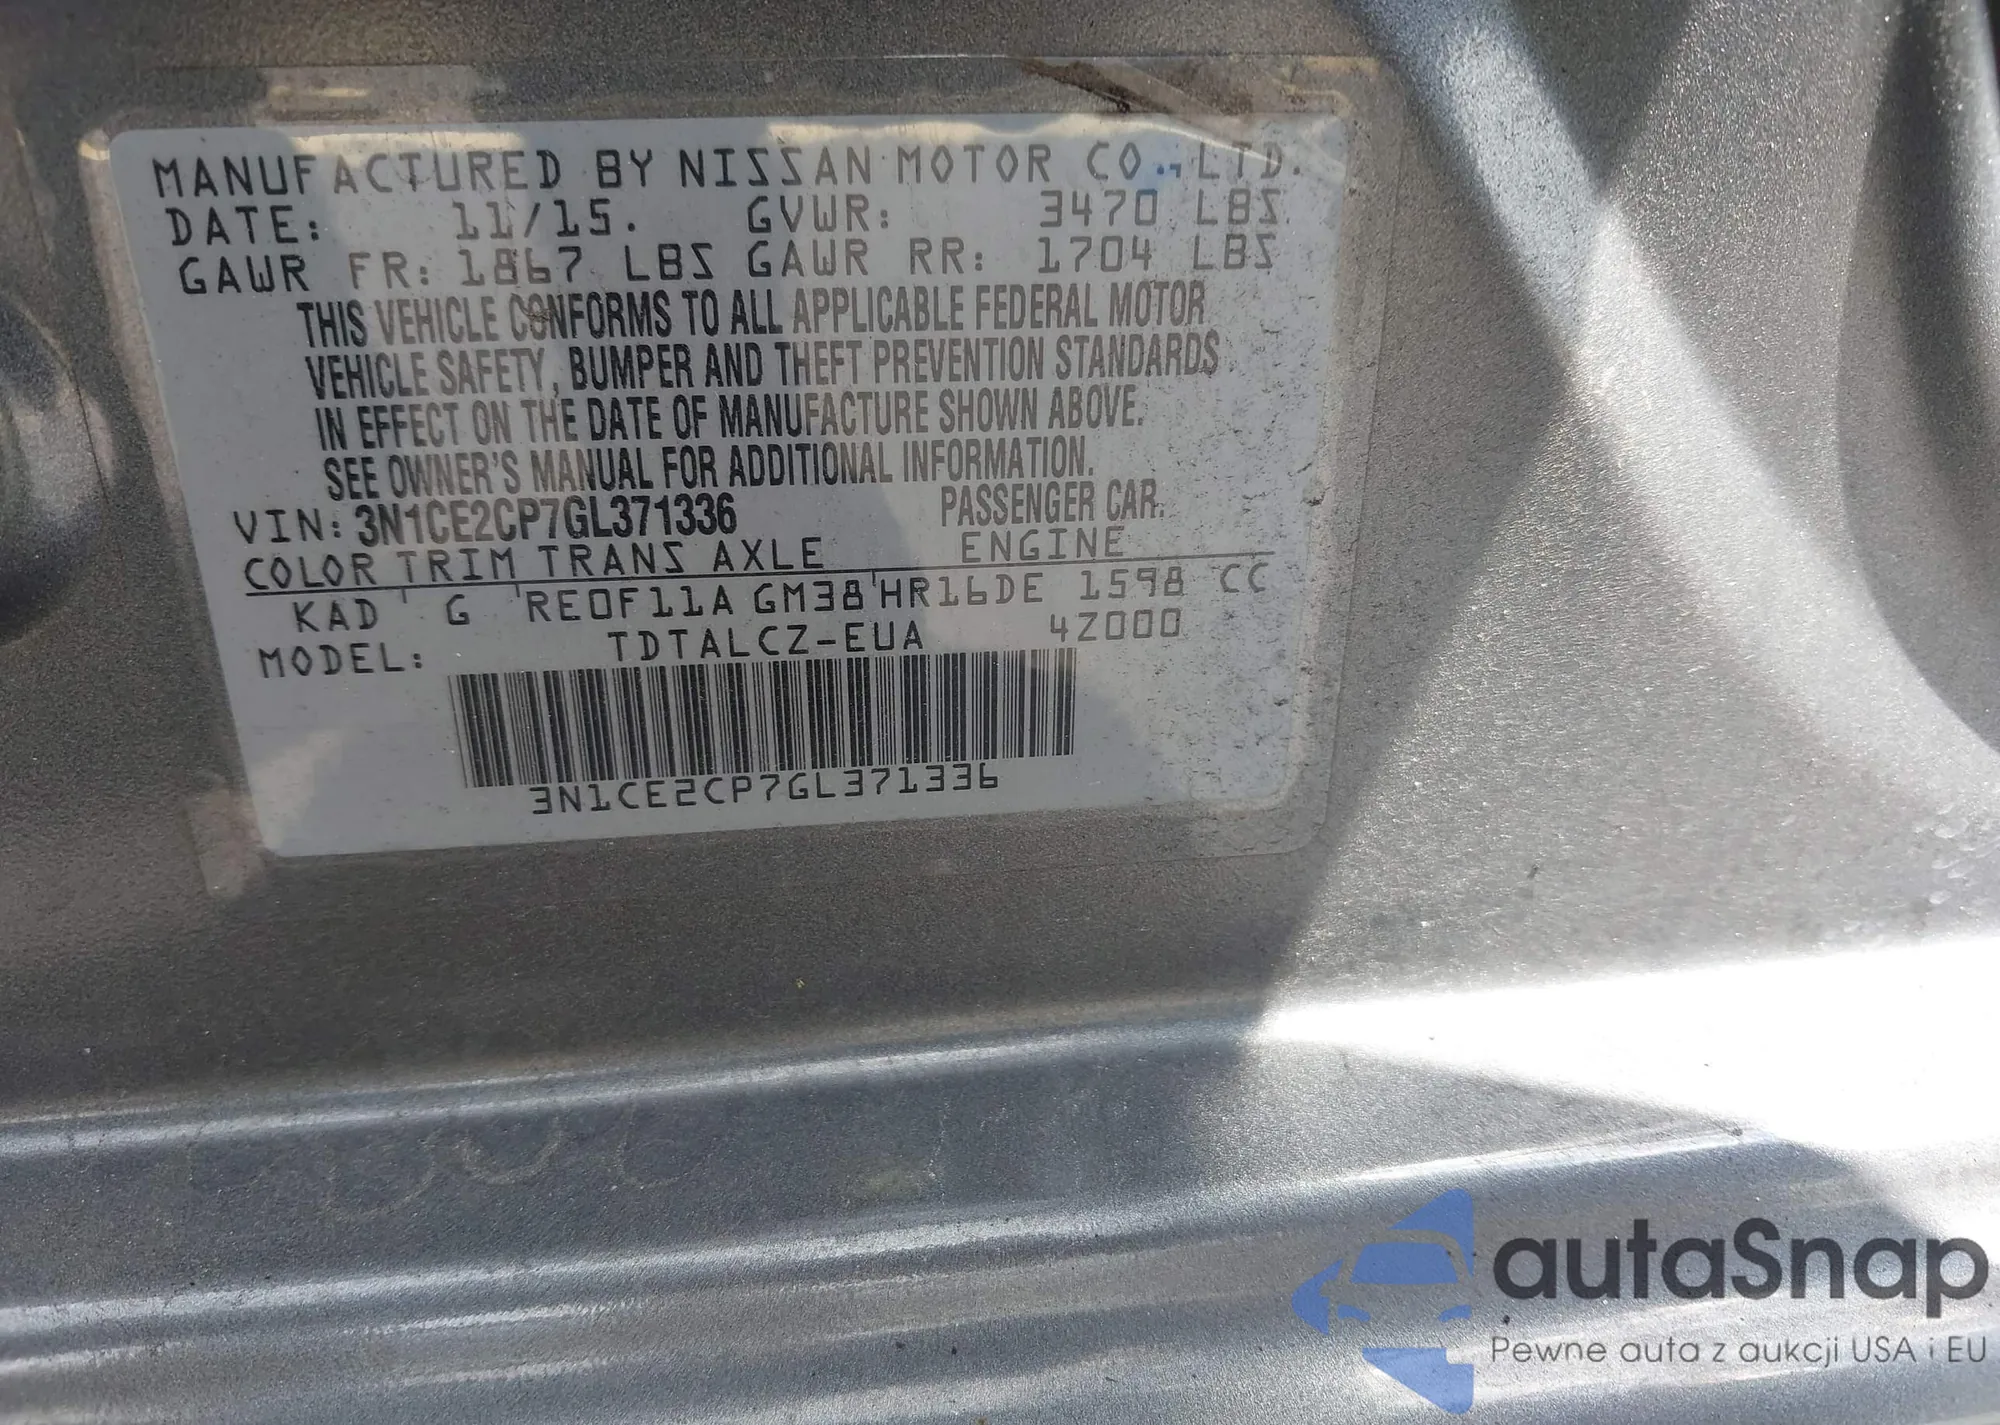 MANUFACTURED BY NISSAN MOTOR CO., LTD.
DATE: 11/15. GVWR: 3470 LBS
GAWR FR: 1867 LBS GAWR RR: 1704 LBS
THIS VEHICLE CONFORMS TO ALL APPLICABLE FEDERAL MOTOR
VEHICLE SAFETY, BUMPER AND THEFT PREVENTION STANDARDS
IN EFFECT ON THE DATE OF MANUFACTURE SHOWN ABOVE.
SEE OWNER'S MANUAL FOR ADDITIONAL INFORMATION.
VIN: 3N1CE2CP7GL371336 PASSENGER CAR.
COLOR TRIM TRANS AXLE ENGINE
KAD G RE0F11A GM38 HR16DE 1598 CC
MODEL: TDTALCZ-EUA 4Z000
3N1CE2CP7GL371336
autaSnap
Pewne auta z aukcji USA i EU